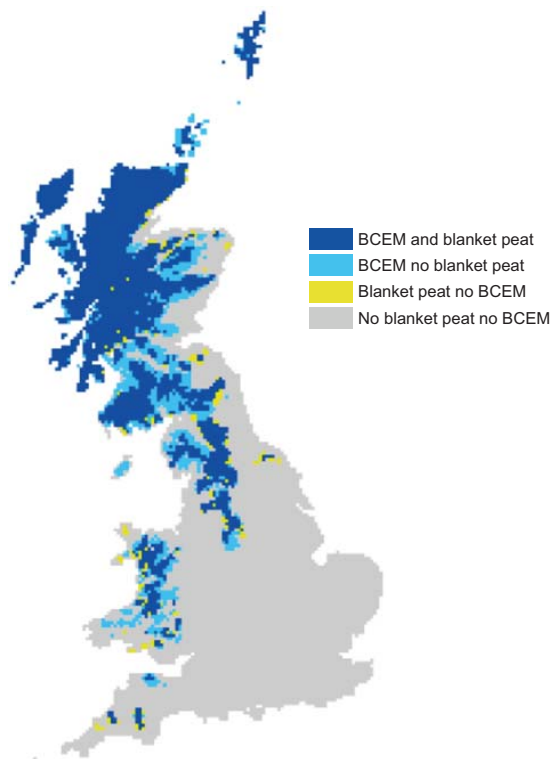 BCEM and blanket peat
BCEM no blanket peat
Blanket peat no BCEM
No blanket peat no BCEM